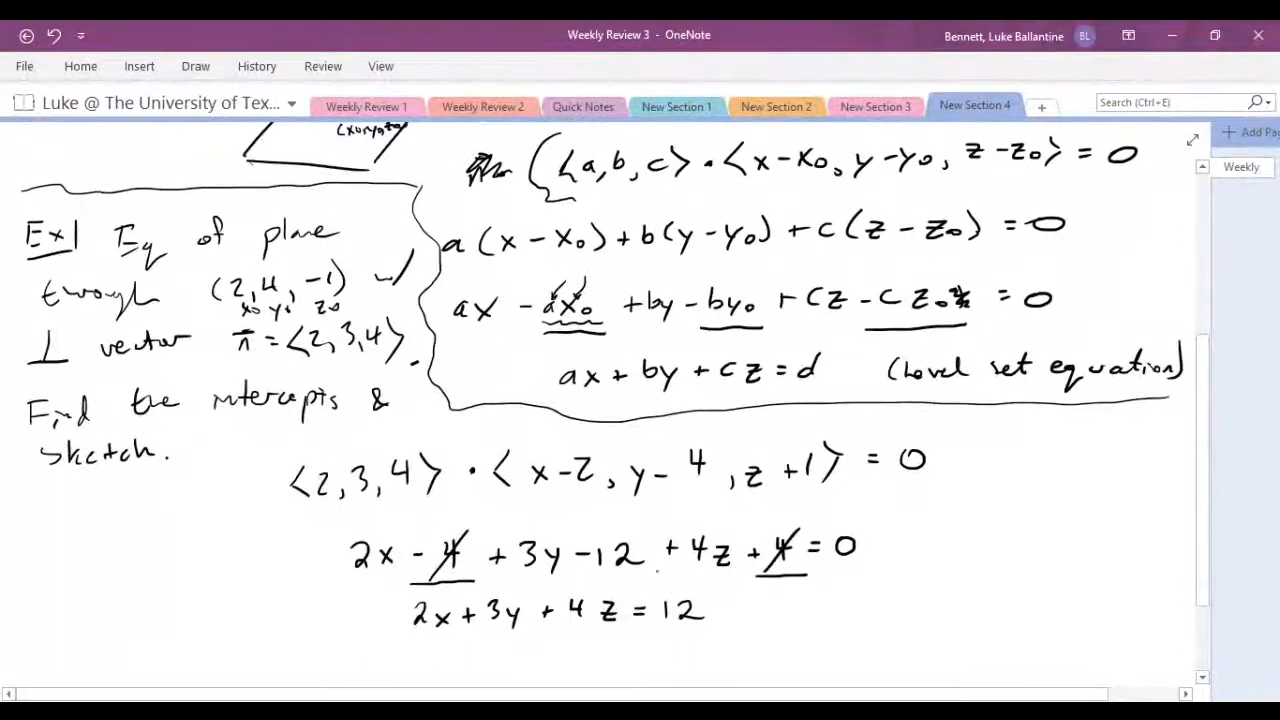 Weekly Review 3 - OneNote
Bennett, Luke Ballantine BL
File Home Insert Draw History Review View
Luke @ The University of Tex... Weekly Review 1 Weekly Review 2 Quick Notes New Section 1 New Section 2 New Section 3 New Section 4 + Search (Ctrl+E)
+ Add Pag
Weekly
⟨a, b, c⟩ · ⟨x - x0, y - y0, z - z0⟩ = 0
a(x - x0) + b(y - y0) + c(z - z0) = 0
ax - ax0 + by - by0 + cz - cz0 = 0
ax + by + cz = d (Level set equation)
Ex1 Eq of plane
through (2, 4, -1) w/
x0 y0 z0
⊥ vector n = ⟨2, 3, 4⟩.
Find the intercepts &
sketch.
⟨2, 3, 4⟩ · ⟨x-2, y-4, z+1⟩ = 0
2x - 4 + 3y - 12 + 4z + 4 = 0
2x + 3y + 4z = 12